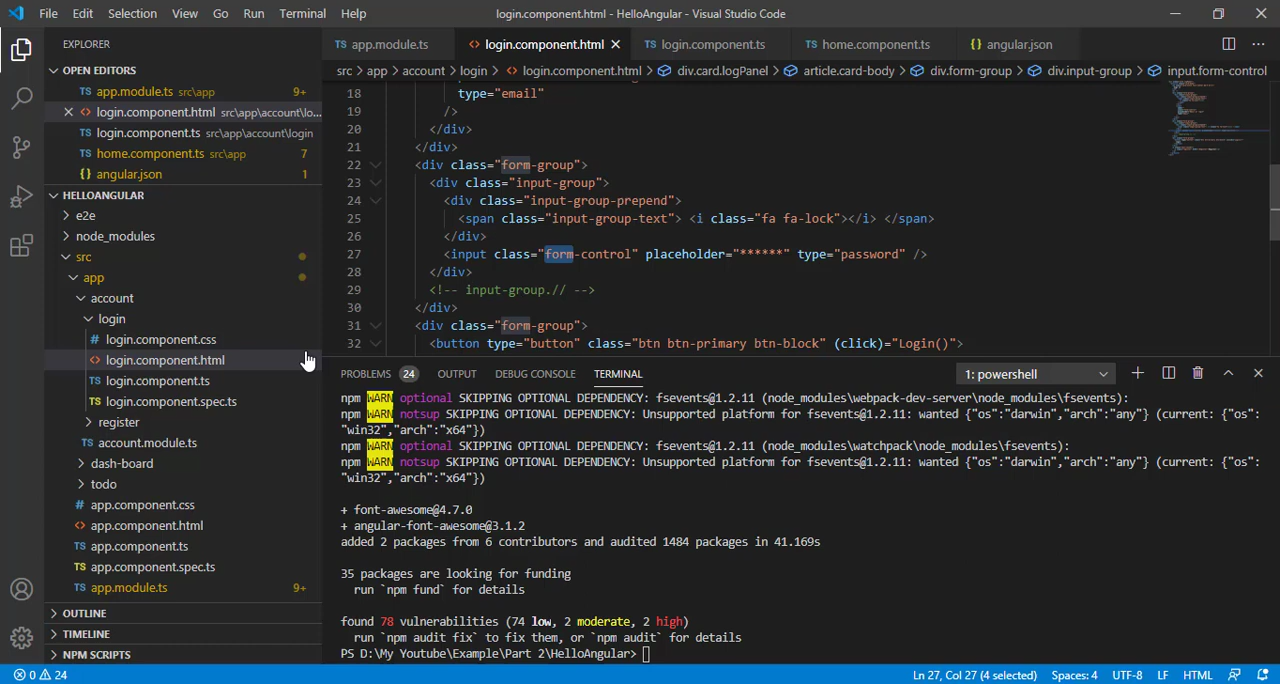 File Edit Selection View Go Run Terminal Help login.component.html - HelloAngular - Visual Studio Code
EXPLORER
OPEN EDITORS
TS app.module.ts src\app 9+
<> login.component.html src\app\account\lo...
TS login.component.ts src\app\account\login
TS home.component.ts src\app 7
{} angular.json 1
HELLOANGULAR
e2e
node_modules
src
app
account
login
# login.component.css
<> login.component.html
TS login.component.ts
TS login.component.spec.ts
register
TS account.module.ts
dash-board
todo
# app.component.css
<> app.component.html
TS app.component.ts
TS app.component.spec.ts
TS app.module.ts 9+
OUTLINE
TIMELINE
NPM SCRIPTS
TS app.module.ts <> login.component.html TS login.component.ts TS home.component.ts {} angular.json
src > app > account > login > <> login.component.html > div.card.logPanel > article.card-body > div.form-group > div.input-group > input.form-control
18 type="email"
19 />
20 </div>
21 </div>
22 <div class="form-group">
23 <div class="input-group">
24 <div class="input-group-prepend">
25 <span class="input-group-text"> <i class="fa fa-lock"></i> </span>
26 </div>
27 <input class="form-control" placeholder="******" type="password" />
28 </div>
29 <!-- input-group.// -->
30 </div>
31 <div class="form-group">
32 <button type="button" class="btn btn-primary btn-block" (click)="Login()">
PROBLEMS 24 OUTPUT DEBUG CONSOLE TERMINAL 1: powershell
npm WARN optional SKIPPING OPTIONAL DEPENDENCY: fsevents@1.2.11 (node_modules\webpack-dev-server\node_modules\fsevents):
npm WARN notsup SKIPPING OPTIONAL DEPENDENCY: Unsupported platform for fsevents@1.2.11: wanted {"os":"darwin","arch":"any"} (current: {"os":
"win32","arch":"x64"})
npm WARN optional SKIPPING OPTIONAL DEPENDENCY: fsevents@1.2.11 (node_modules\watchpack\node_modules\fsevents):
npm WARN notsup SKIPPING OPTIONAL DEPENDENCY: Unsupported platform for fsevents@1.2.11: wanted {"os":"darwin","arch":"any"} (current: {"os":
"win32","arch":"x64"})
+ font-awesome@4.7.0
+ angular-font-awesome@3.1.2
added 2 packages from 6 contributors and audited 1484 packages in 41.169s
35 packages are looking for funding
run `npm fund` for details
found 78 vulnerabilities (74 low, 2 moderate, 2 high)
run `npm audit fix` to fix them, or `npm audit` for details
PS D:\My Youtube\Example\Part 2\HelloAngular>
0 24 Ln 27, Col 27 (4 selected) Spaces: 4 UTF-8 LF HTML